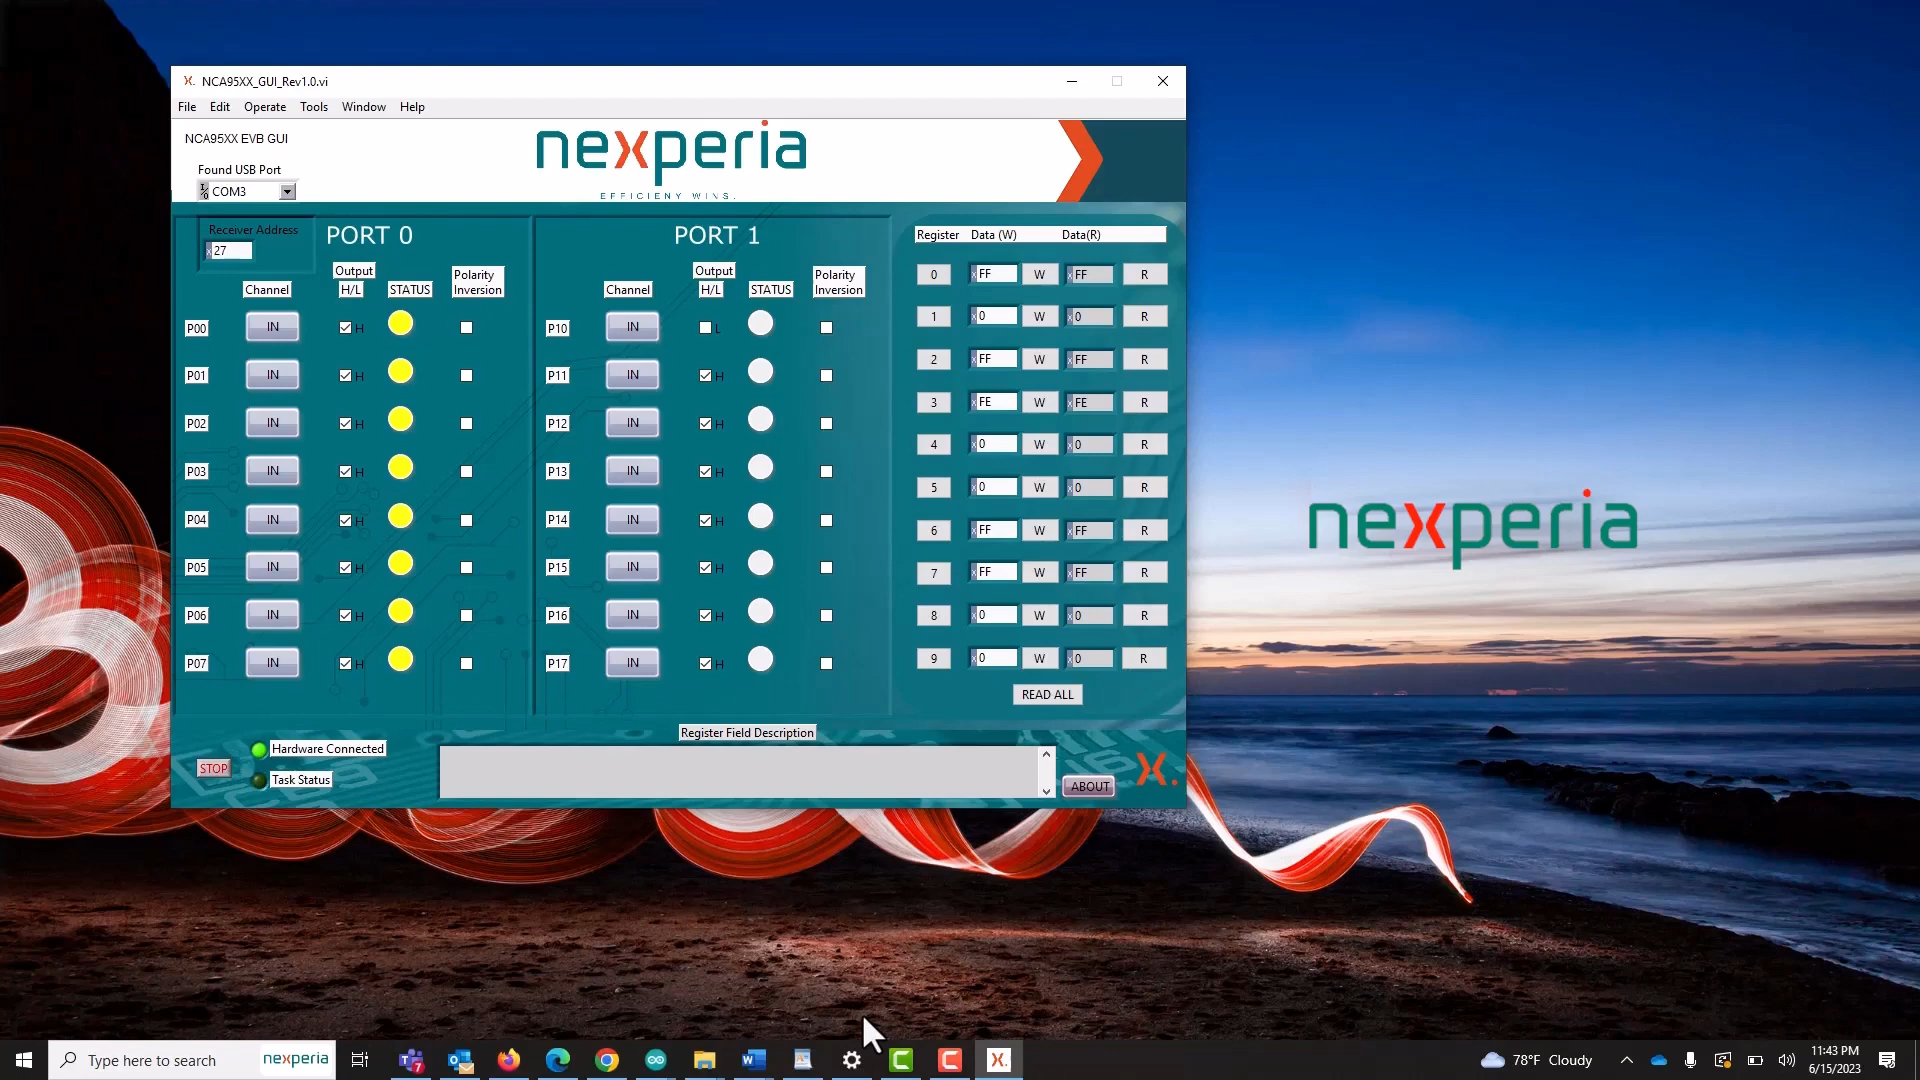 NCA95XX_GUI_Rev1.0.vi
File Edit Operate Tools Window Help
NCA95XX EVB GUI
nexperia
EFFICIENY WINS.
Found USB Port
COM3
Receiver Address
x 27
PORT 0
PORT 1
Register Data (W) Data(R)
Channel Output H/L STATUS Polarity Inversion
Channel Output H/L STATUS Polarity Inversion
P00 IN H P10 IN L
P01 IN H P11 IN H
P02 IN H P12 IN H
P03 IN H P13 IN H
P04 IN H P14 IN H
P05 IN H P15 IN H
P06 IN H P16 IN H
P07 IN H P17 IN H
0 x FF W x FF R
1 x 0 W x 0 R
2 x FF W x FF R
3 x FE W x FE R
4 x 0 W x 0 R
5 x 0 W x 0 R
6 x FF W x FF R
7 x FF W x FF R
8 x 0 W x 0 R
9 x 0 W x 0 R
READ ALL
Register Field Description
Hardware Connected
STOP
Task Status
ABOUT
nexperia
Type here to search nexperia
7
78°F Cloudy
11:43 PM
6/15/2023